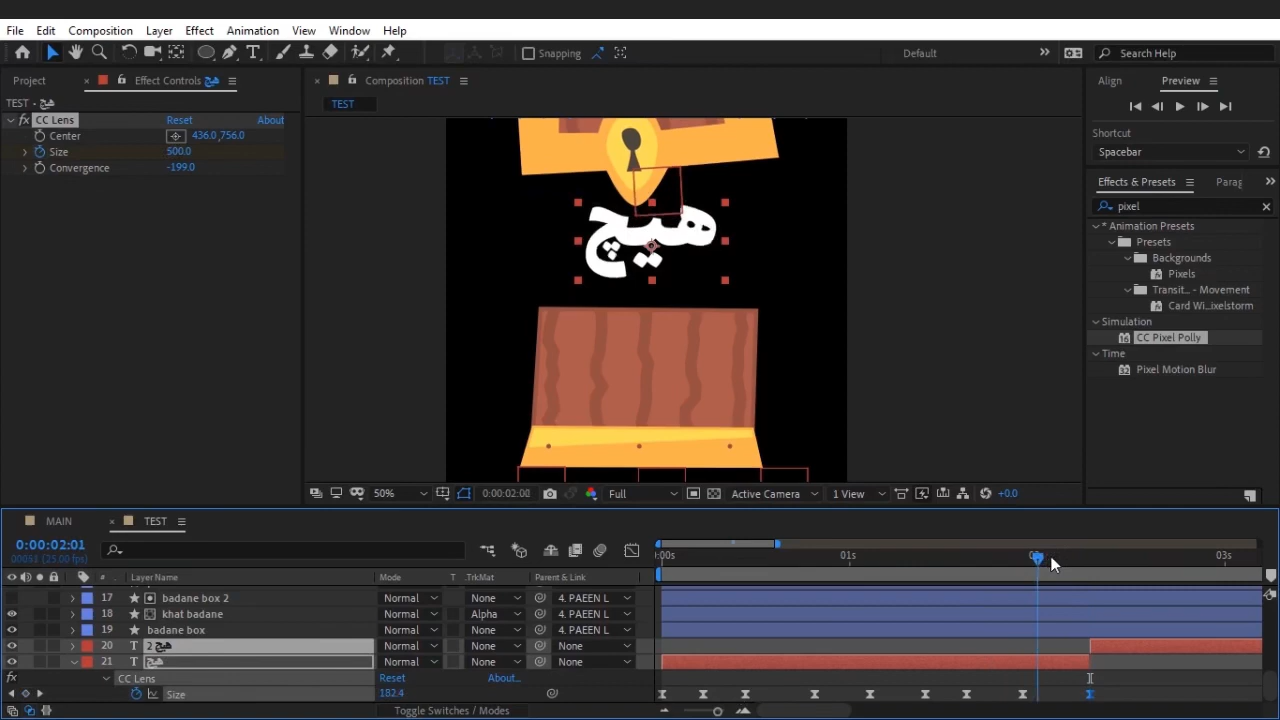 File Edit Composition Layer Effect Animation View Window Help
Snapping Default Search Help
Project Effect Controls هیچ Composition TEST Align Preview
TEST • هیچ
TEST
fx CC Lens Reset About
Center 436.0,756.0
Size 500.0
Convergence -199.0
Shortcut
Spacebar
Effects & Presets Parag
pixel
* Animation Presets
Presets
Backgrounds
Pixels
Transit... - Movement
Card Wi...ixelstorm
Simulation
CC Pixel Polly
Time
Pixel Motion Blur
هیچ
50% 0:00:02:00 Full Active Camera 1 View +0.0
MAIN TEST
0:00:02:01
00051 (25.00 fps)
:00s 01s 03s
# Layer Name Mode T TrkMat Parent & Link
17 badane box 2 Normal None 4. PAEEN L
18 khat badane Normal Alpha 4. PAEEN L
19 badane box Normal None 4. PAEEN L
20 T هیچ 2 Normal None None
21 T هیچ Normal None None
fx CC Lens Reset About...
Size 182.4
Toggle Switches / Modes